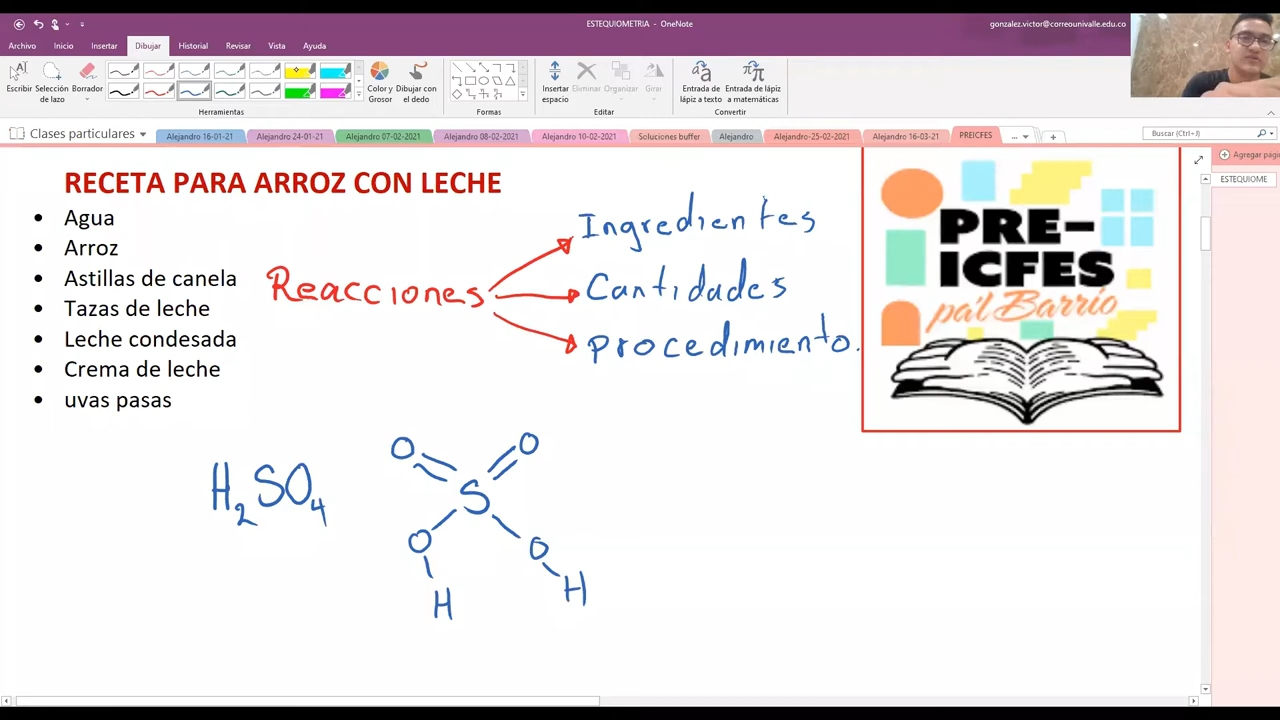 ESTEQUIOMETRIA - OneNote
gonzalez.victor@correounivalle.edu.co
Archivo Inicio Insertar Dibujar Historial Revisar Vista Ayuda
Escribir Selección de lazo Borrador Color y Grosor Dibujar con el dedo Insertar espacio Eliminar Organizar Girar Entrada de lápiz a texto Entrada de lápiz a matemáticas
Herramientas Formas Editar Convertir
Clases particulares Alejandro 16-01-21 Alejandro 24-01-21 Alejandro 07-02-2021 Alejandro 08-02-2021 Alejandro 10-02-2021 Soluciones buffer Alejandro Alejandro-25-02-2021 Alejandro 16-03-21 PREICFES ... Buscar (Ctrl+J)
Agregar pági
ESTEQUIOME
RECETA PARA ARROZ CON LECHE
• Agua
• Arroz
• Astillas de canela
• Tazas de leche
• Leche condesada
• Crema de leche
• uvas pasas
Reacciones
Ingredientes
Cantidades
procedimiento.
PRE-
ICFES
pa'l Barrio
H₂SO₄
O O
S
O O
H H